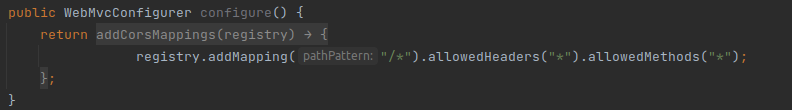 public WebMvcConfigurer configure() {
return addCorsMappings(registry) → {
registry.addMapping( pathPattern: "/*").allowedHeaders("*").allowedMethods("*");
};
}